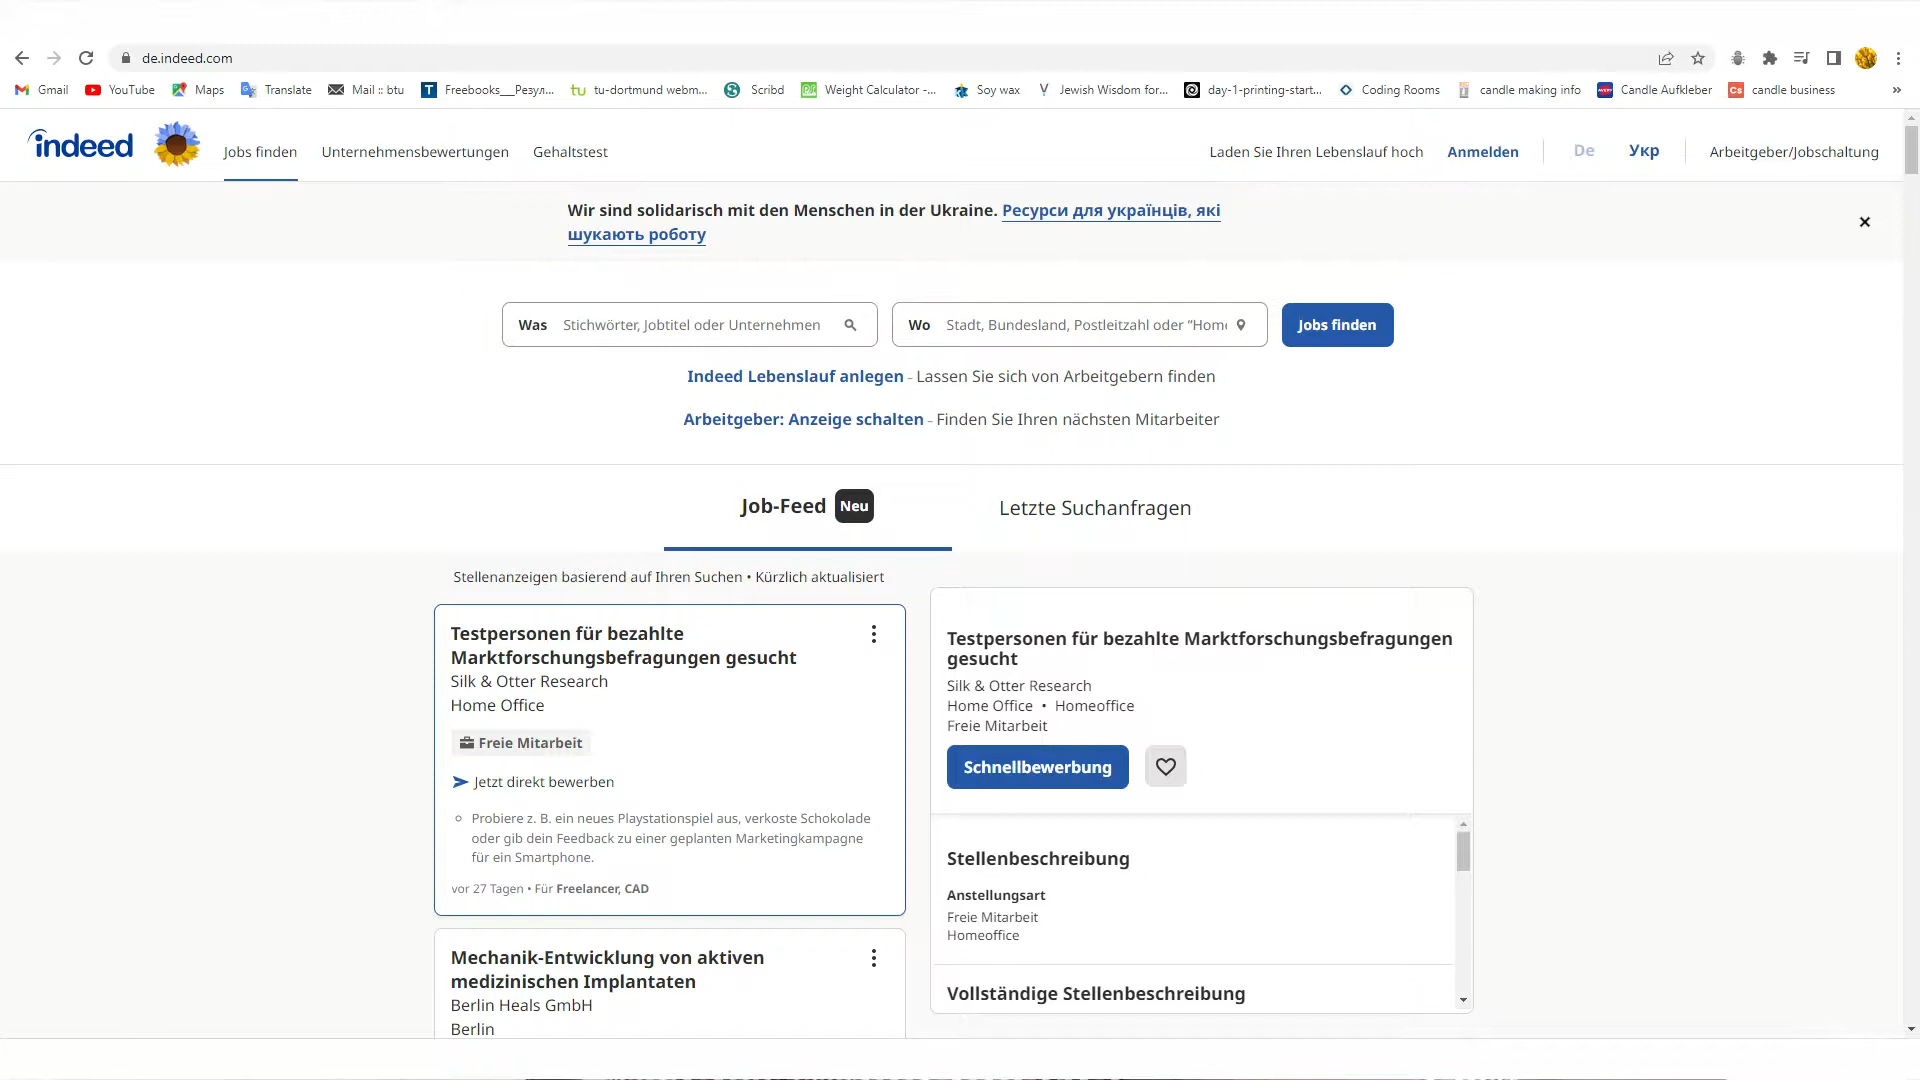 de.indeed.com
Gmail YouTube Maps Translate Mail :: btu Freebooks___Резул... tu-dortmund webm... Scribd Weight Calculator -... Soy wax Jewish Wisdom for... day-1-printing-start... Coding Rooms candle making info Candle Aufkleber candle business »
indeed Jobs finden Unternehmensbewertungen Gehaltstest Laden Sie Ihren Lebenslauf hoch Anmelden De Укр Arbeitgeber/Jobschaltung
Wir sind solidarisch mit den Menschen in der Ukraine. Ресурси для українців, які
шукають роботу
Was Stichwörter, Jobtitel oder Unternehmen Wo Stadt, Bundesland, Postleitzahl oder "Home Jobs finden
Indeed Lebenslauf anlegen - Lassen Sie sich von Arbeitgebern finden
Arbeitgeber: Anzeige schalten - Finden Sie Ihren nächsten Mitarbeiter
Job-Feed Neu Letzte Suchanfragen
Stellenanzeigen basierend auf Ihren Suchen • Kürzlich aktualisiert
Testpersonen für bezahlte
Marktforschungsbefragungen gesucht
Silk & Otter Research
Home Office
Freie Mitarbeit
Jetzt direkt bewerben
Probiere z. B. ein neues Playstationspiel aus, verkoste Schokolade
oder gib dein Feedback zu einer geplanten Marketingkampagne
für ein Smartphone.
vor 27 Tagen • Für Freelancer, CAD
Mechanik-Entwicklung von aktiven
medizinischen Implantaten
Berlin Heals GmbH
Berlin
Testpersonen für bezahlte Marktforschungsbefragungen
gesucht
Silk & Otter Research
Home Office • Homeoffice
Freie Mitarbeit
Schnellbewerbung
Stellenbeschreibung
Anstellungsart
Freie Mitarbeit
Homeoffice
Vollständige Stellenbeschreibung